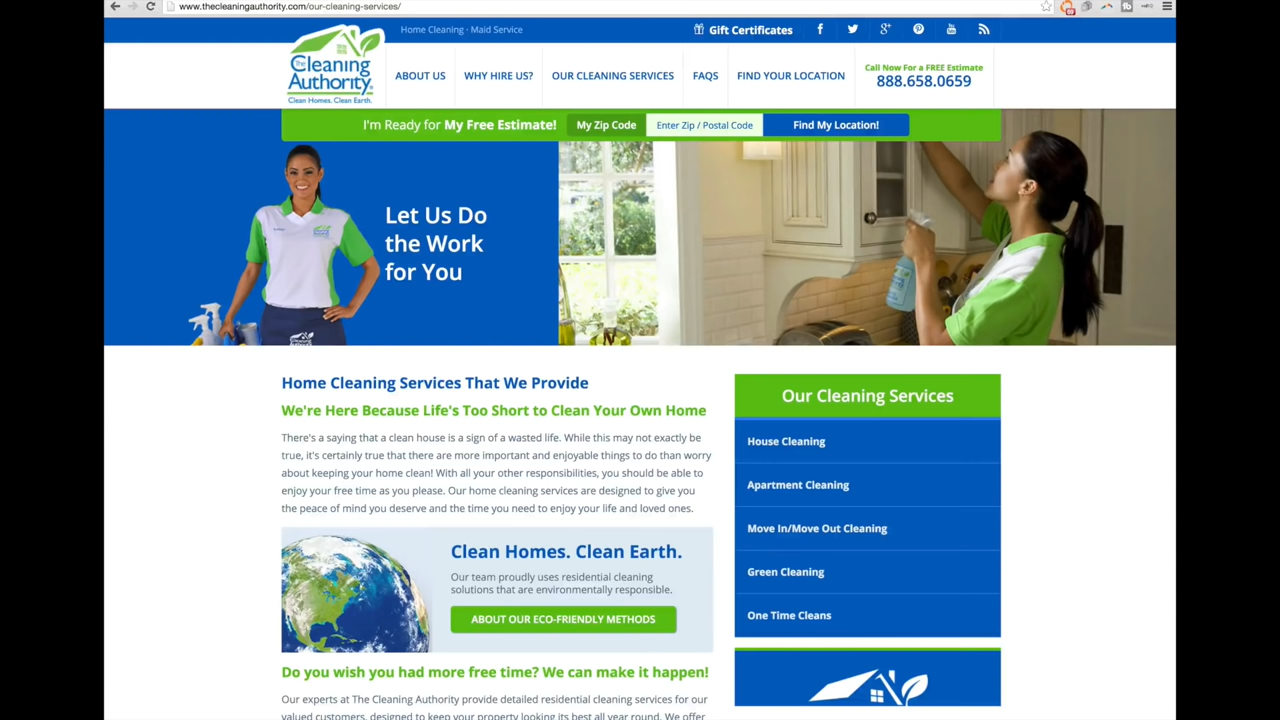 www.thecleaningauthority.com/our-cleaning-services/
Home Cleaning - Maid Service
Gift Certificates
The
Cleaning
Authority
Clean Homes. Clean Earth.
ABOUT US
WHY HIRE US?
OUR CLEANING SERVICES
FAQS
FIND YOUR LOCATION
Call Now For a FREE Estimate
888.658.0659
I'm Ready for My Free Estimate!
My Zip Code
Enter Zip / Postal Code
Find My Location!
Let Us Do
the Work
for You
Home Cleaning Services That We Provide
We're Here Because Life's Too Short to Clean Your Own Home
There's a saying that a clean house is a sign of a wasted life. While this may not exactly be
true, it's certainly true that there are more important and enjoyable things to do than worry
about keeping your home clean! With all your other responsibilities, you should be able to
enjoy your free time as you please. Our home cleaning services are designed to give you
the peace of mind you deserve and the time you need to enjoy your life and loved ones.
Clean Homes. Clean Earth.
Our team proudly uses residential cleaning
solutions that are environmentally responsible.
ABOUT OUR ECO-FRIENDLY METHODS
Do you wish you had more free time? We can make it happen!
Our experts at The Cleaning Authority provide detailed residential cleaning services for our
valued customers, designed to keep your property looking its best all year round. We offer
Our Cleaning Services
House Cleaning
Apartment Cleaning
Move In/Move Out Cleaning
Green Cleaning
One Time Cleans